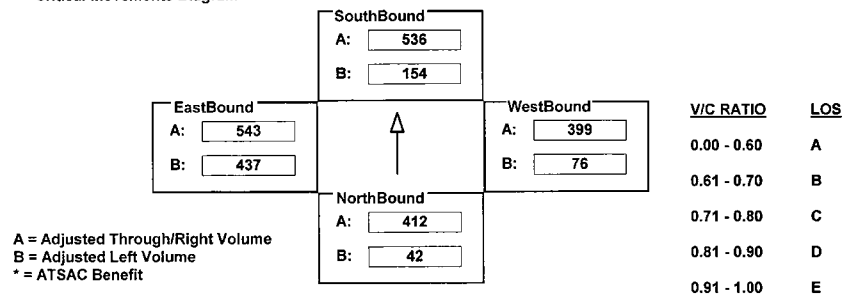 SouthBound
A: 536
B: 154
EastBound
A: 543
B: 437
WestBound
A: 399
B: 76
NorthBound
A: 412
B: 42
V/C RATIO LOS
0.00 - 0.60 A
0.61 - 0.70 B
0.71 - 0.80 C
0.81 - 0.90 D
0.91 - 1.00 E
A = Adjusted Through/Right Volume
B = Adjusted Left Volume
* = ATSAC Benefit